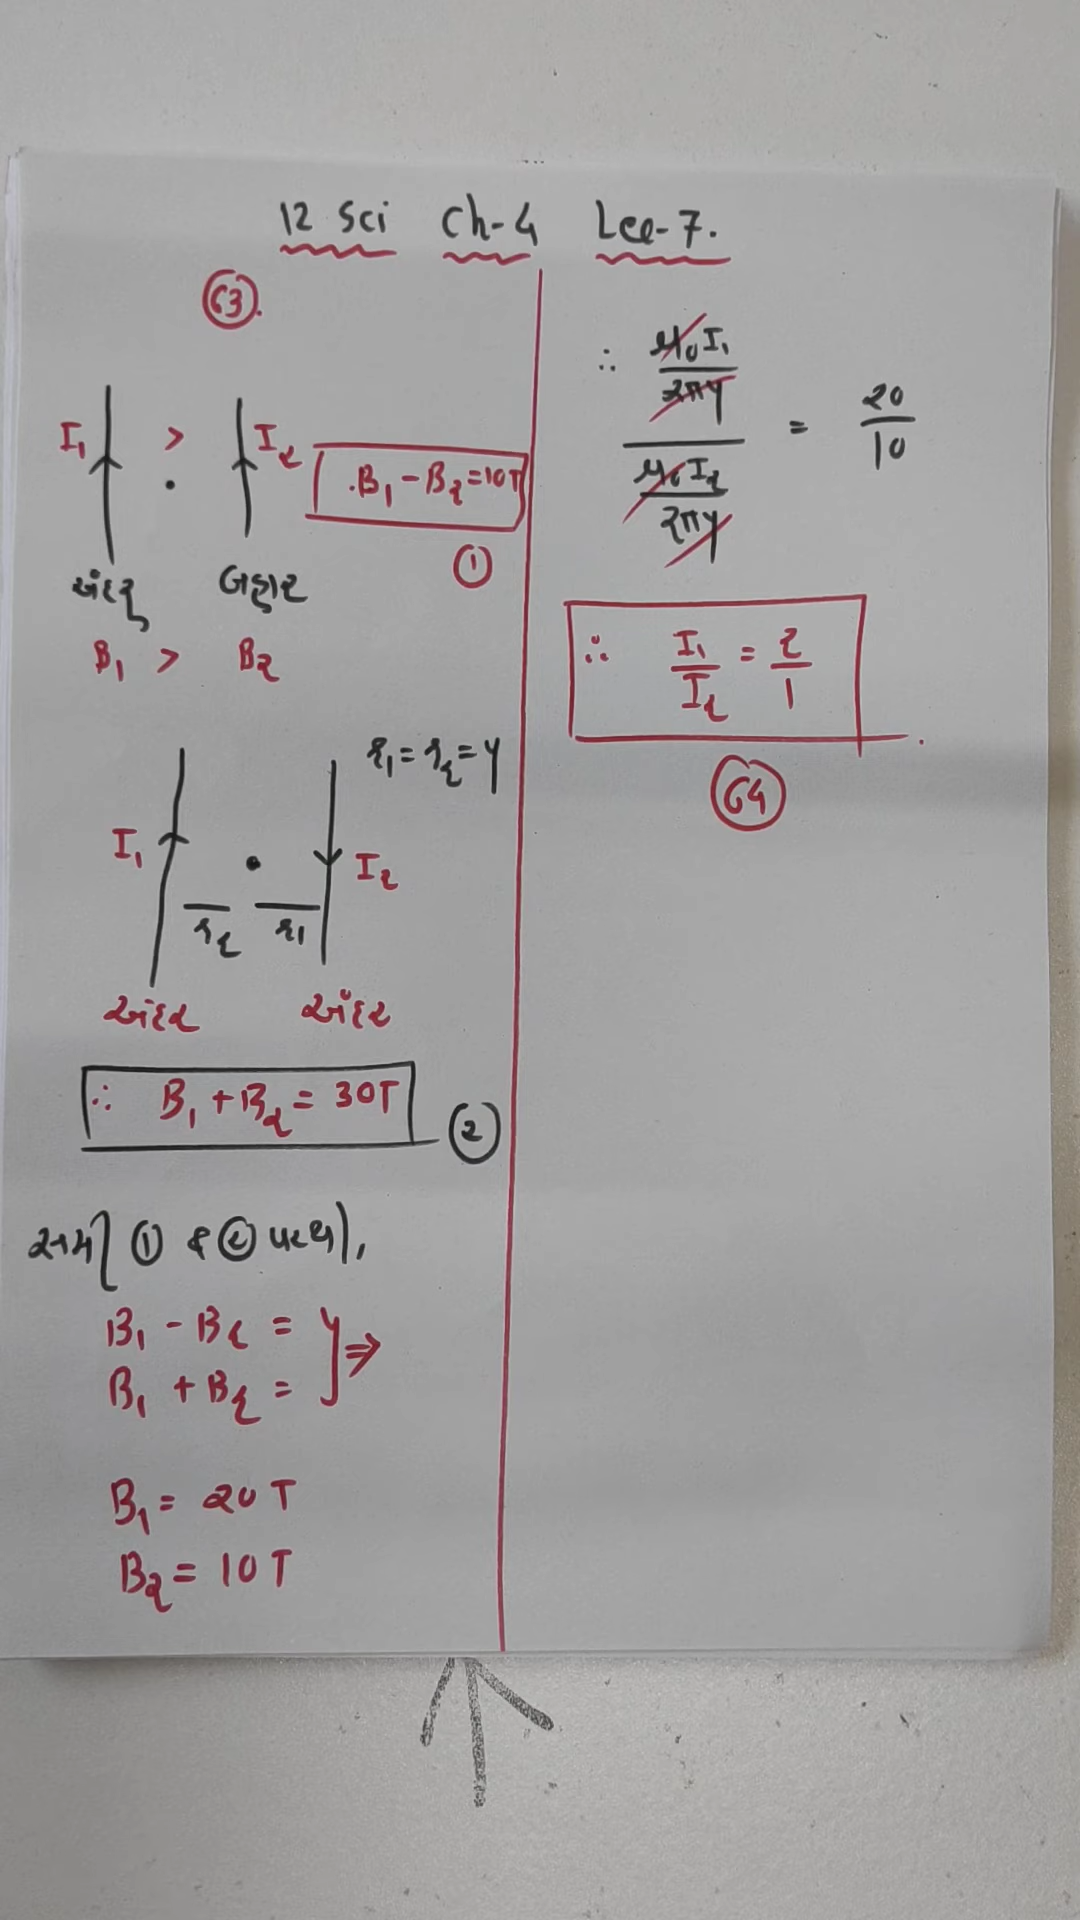 12 Sci Ch-4 Lec-7.
63.
I₁ > I₂
B₁ - B₂ = 10T
①
અંદર બહાર
B₁ > B₂
r₁ = r₂ = y
I₁ I₂
r₂ r₁
અંદર અંદર
∴ B₁ + B₂ = 30T
②
સમી ① & ② પરથી,
B₁ - B₂ =
B₁ + B₂ = } ⇒
B₁ = 20 T
B₂ = 10 T
∴ (μ₀I₁ / 2πy) / (μ₀I₂ / 2πy) = 20/10
∴ I₁/I₂ = 2/1
64